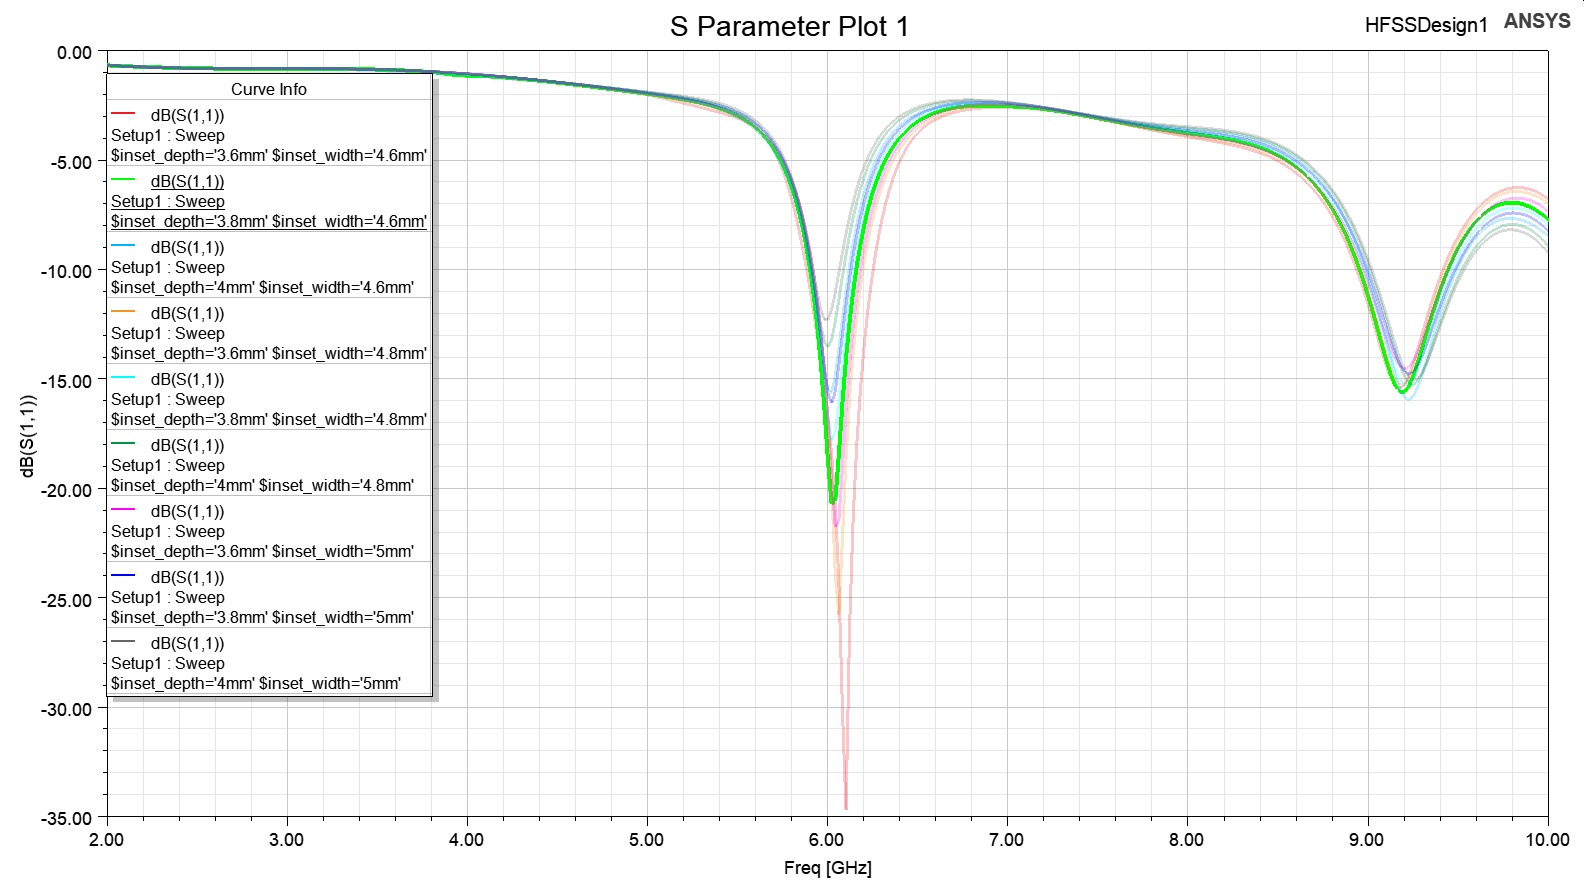 S Parameter Plot 1
HFSSDesign1
ANSYS
0.00
-5.00
-10.00
-15.00
-20.00
-25.00
-30.00
-35.00
dB(S(1,1))
Curve Info
dB(S(1,1))
Setup1 : Sweep
$inset_depth='3.6mm' $inset_width='4.6mm'
dB(S(1,1))
Setup1 : Sweep
$inset_depth='3.8mm' $inset_width='4.6mm'
dB(S(1,1))
Setup1 : Sweep
$inset_depth='4mm' $inset_width='4.6mm'
dB(S(1,1))
Setup1 : Sweep
$inset_depth='3.6mm' $inset_width='4.8mm'
dB(S(1,1))
Setup1 : Sweep
$inset_depth='3.8mm' $inset_width='4.8mm'
dB(S(1,1))
Setup1 : Sweep
$inset_depth='4mm' $inset_width='4.8mm'
dB(S(1,1))
Setup1 : Sweep
$inset_depth='3.6mm' $inset_width='5mm'
dB(S(1,1))
Setup1 : Sweep
$inset_depth='3.8mm' $inset_width='5mm'
dB(S(1,1))
Setup1 : Sweep
$inset_depth='4mm' $inset_width='5mm'
2.00 3.00 4.00 5.00 6.00 7.00 8.00 9.00 10.00
Freq [GHz]